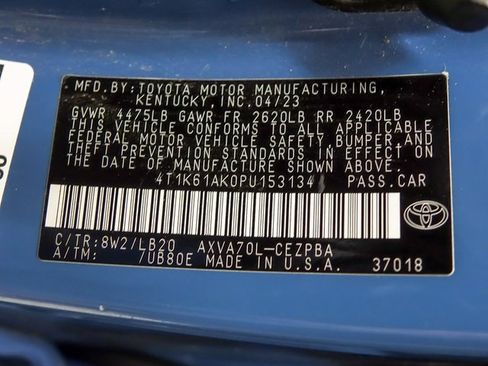 MFD.BY:TOYOTA MOTOR MANUFACTURING,
KENTUCKY,INC.04/23
GVWR 4475LB GAWR FR 2620LB RR 2420LB
THIS VEHICLE CONFORMS TO ALL APPLICABLE
FEDERAL MOTOR VEHICLE SAFETY, BUMPER, AND
THEFT PREVENTION STANDARDS IN EFFECT ON
THE DATE OF MANUFACTURE SHOWN ABOVE.
4T1K61AK0PU153134 PASS.CAR
C/TR:8W2/LB20 AXVA70L-CEZPBA
A/TM: /UB80E MADE IN U.S.A. 37018